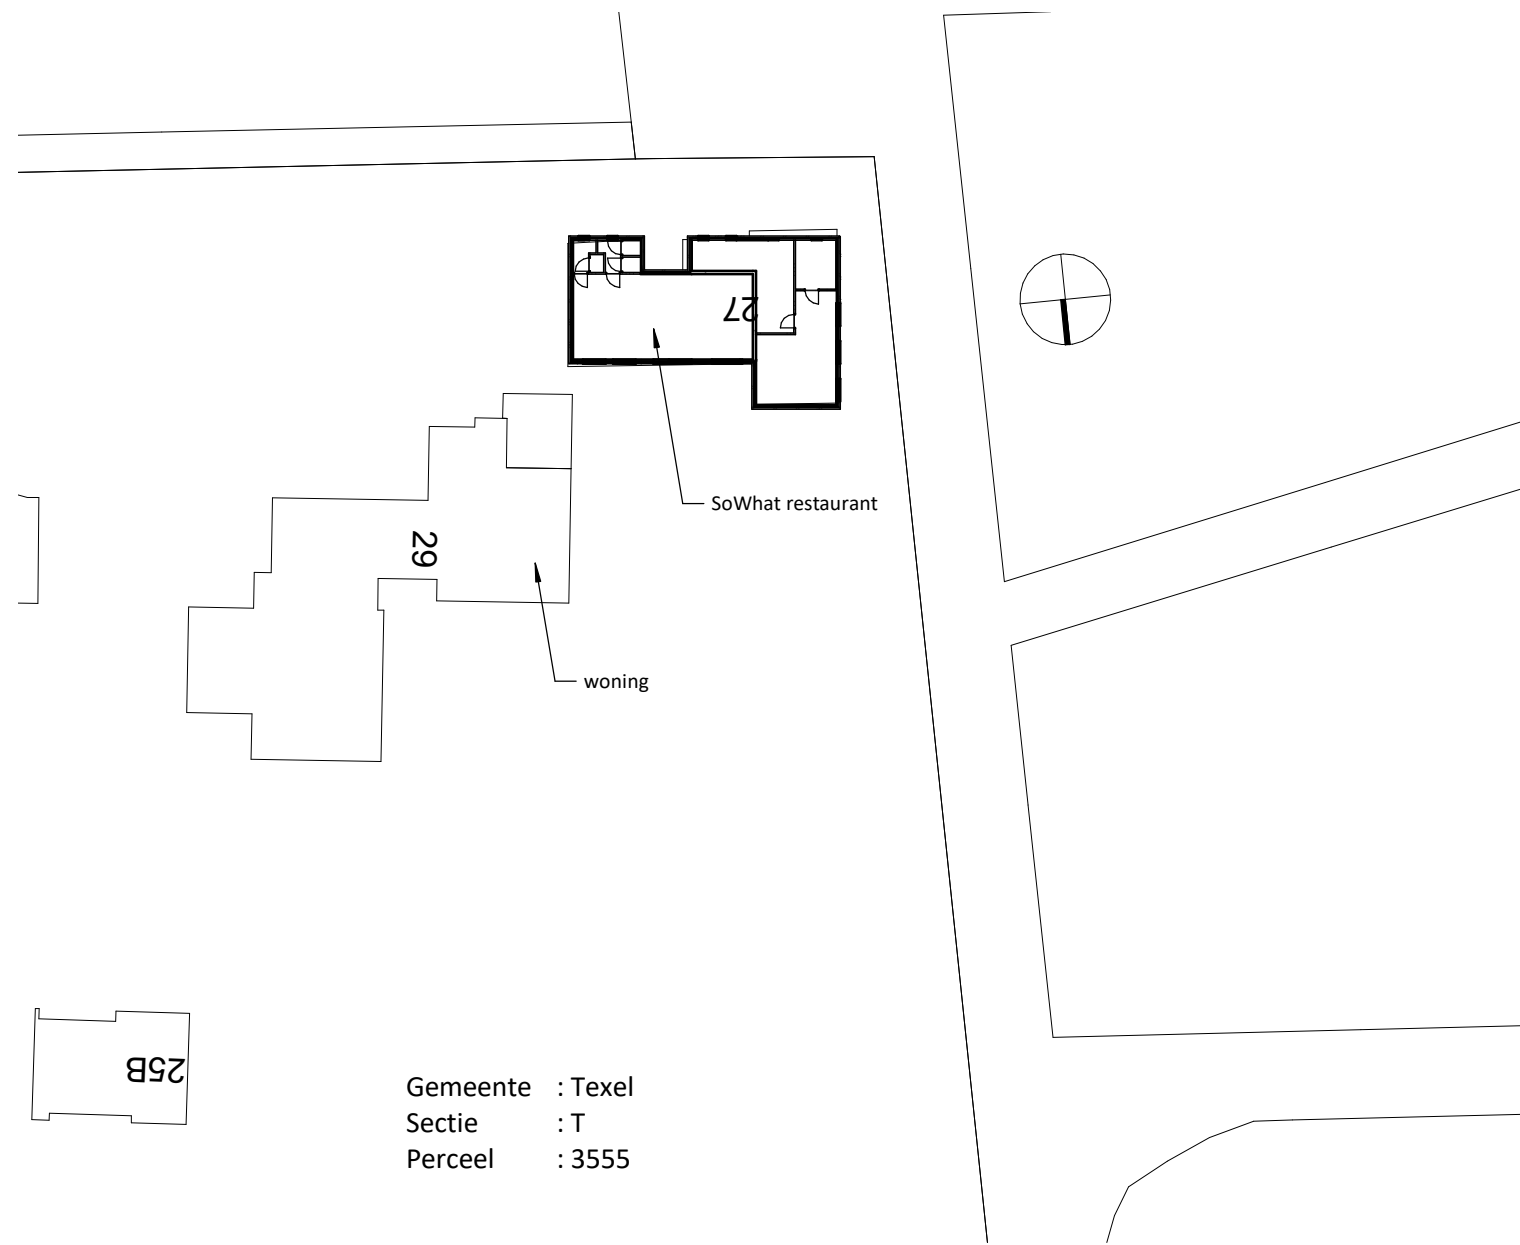 27
SoWhat restaurant
29
woning
25B
Gemeente : Texel
Sectie : T
Perceel : 3555